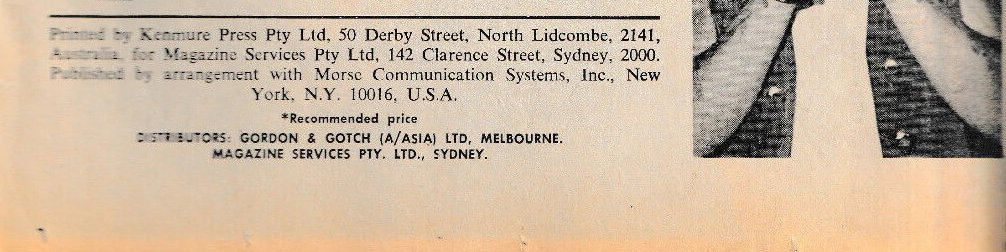 Printed by Kenmure Press Pty Ltd, 50 Derby Street, North Lidcombe, 2141,
Australia, for Magazine Services Pty Ltd, 142 Clarence Street, Sydney, 2000.
Published by arrangement with Morse Communication Systems, Inc., New
York, N.Y. 10016, U.S.A.
*Recommended price
DISTRIBUTORS: GORDON & GOTCH (A/ASIA) LTD, MELBOURNE.
MAGAZINE SERVICES PTY. LTD., SYDNEY.